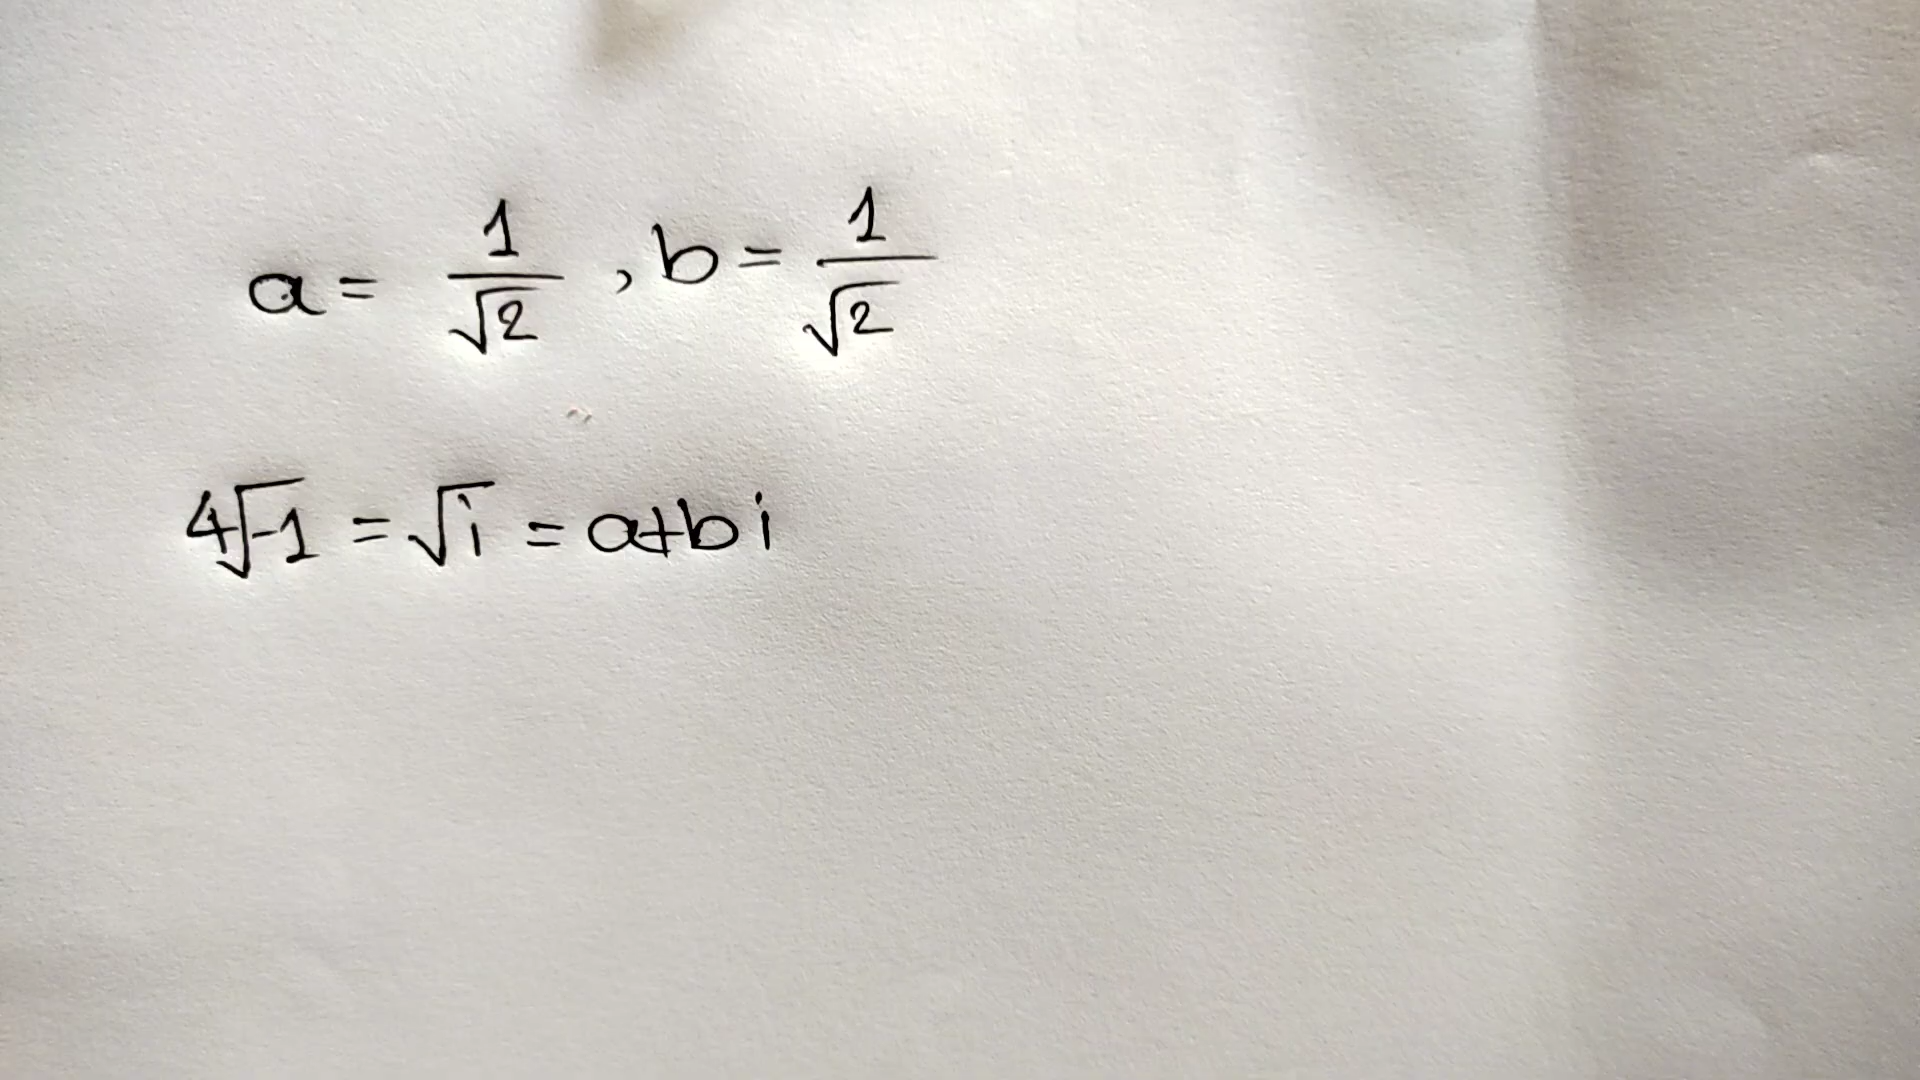 a = 1/√2 , b = 1/√2
4√-1 = √i = a+bi